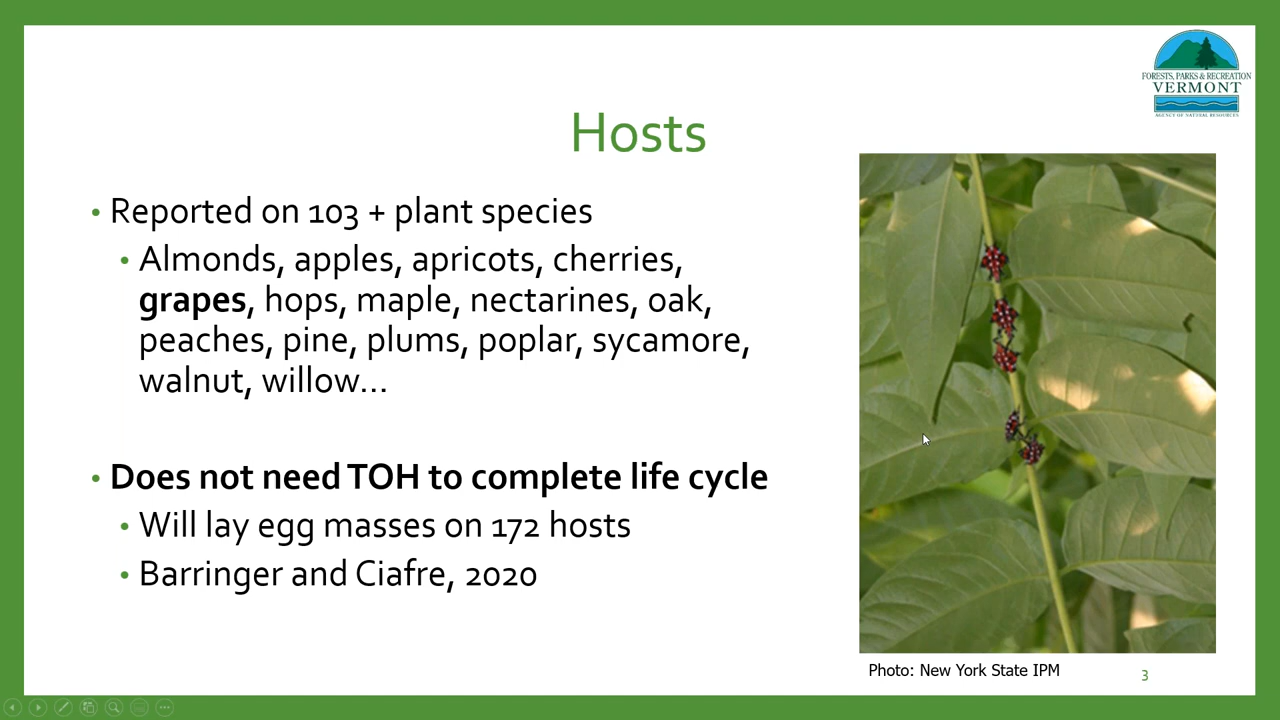 FORESTS, PARKS & RECREATION
VERMONT
AGENCY OF NATURAL RESOURCES
Hosts
• Reported on 103 + plant species
• Almonds, apples, apricots, cherries,
grapes, hops, maple, nectarines, oak,
peaches, pine, plums, poplar, sycamore,
walnut, willow...
• Does not need TOH to complete life cycle
• Will lay egg masses on 172 hosts
• Barringer and Ciafre, 2020
Photo: New York State IPM
3